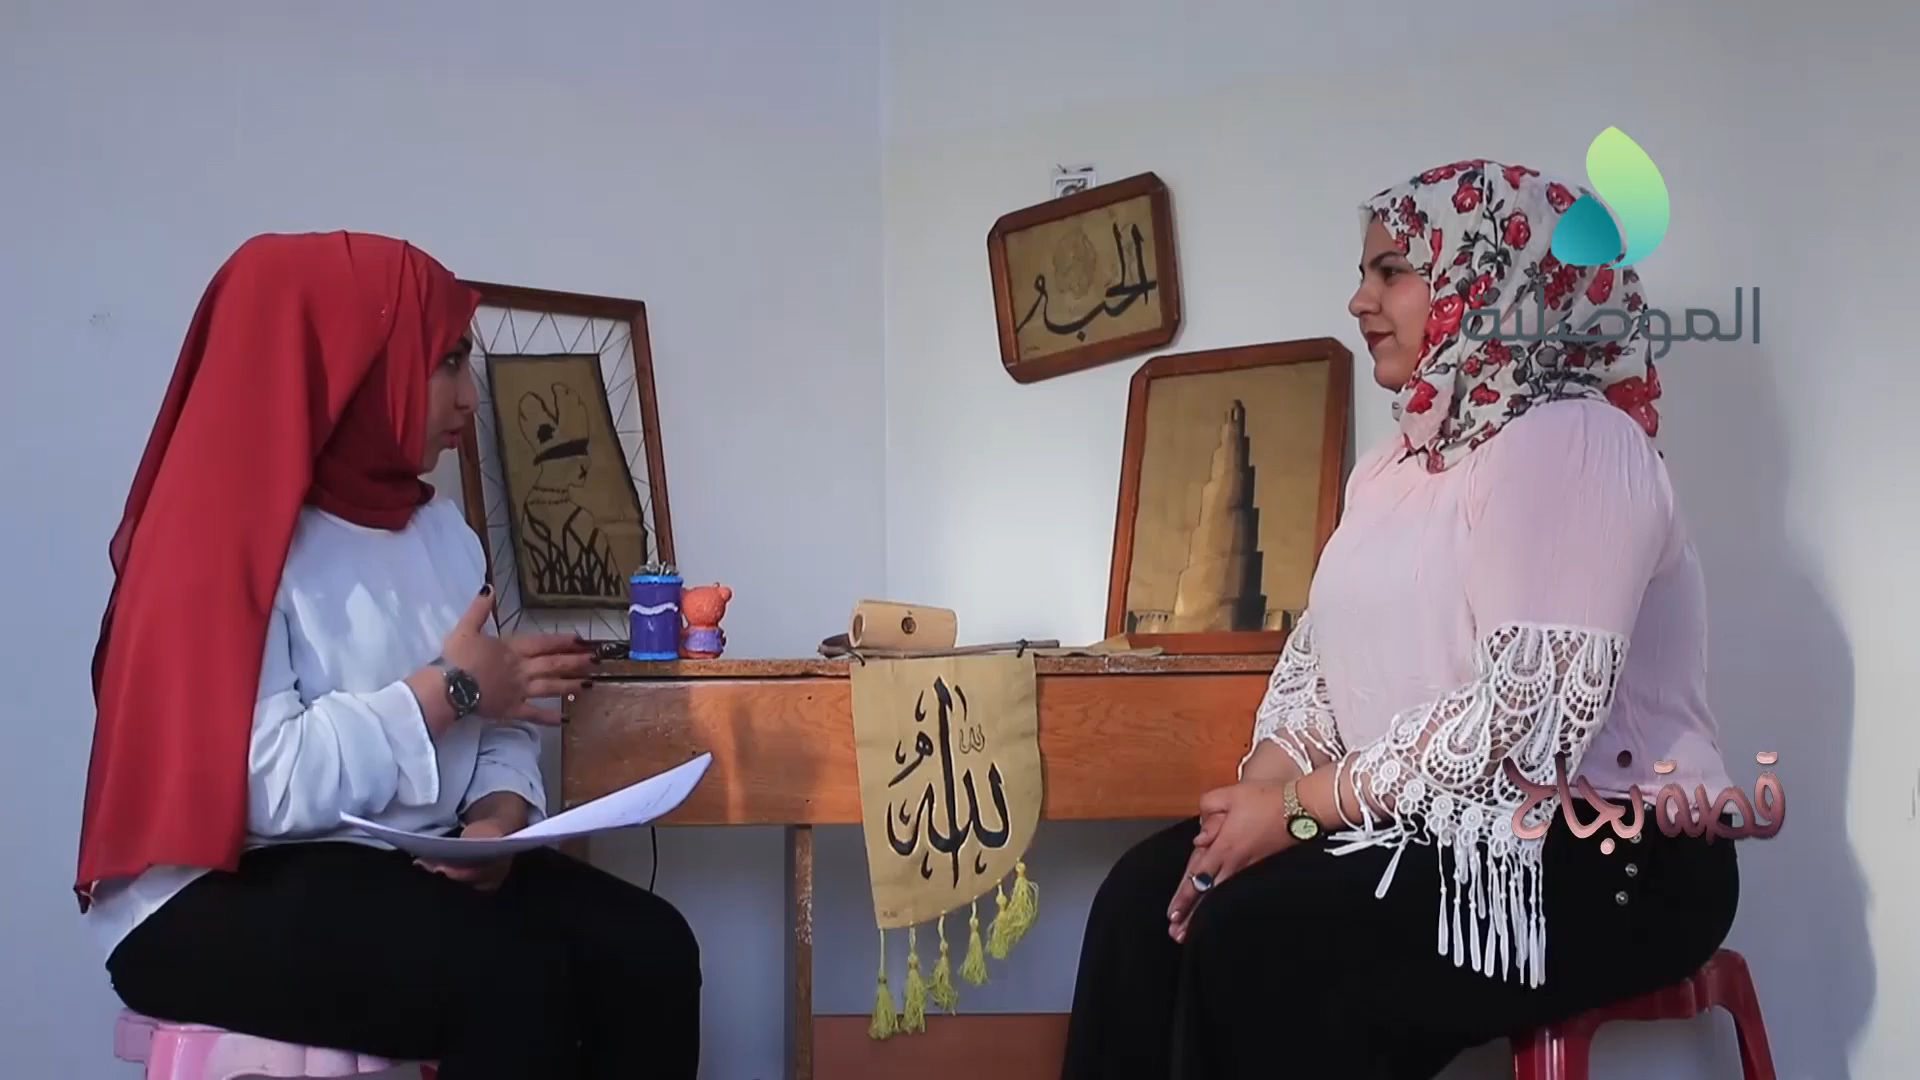 الحب
الموصلية
قصة نجاح
الله